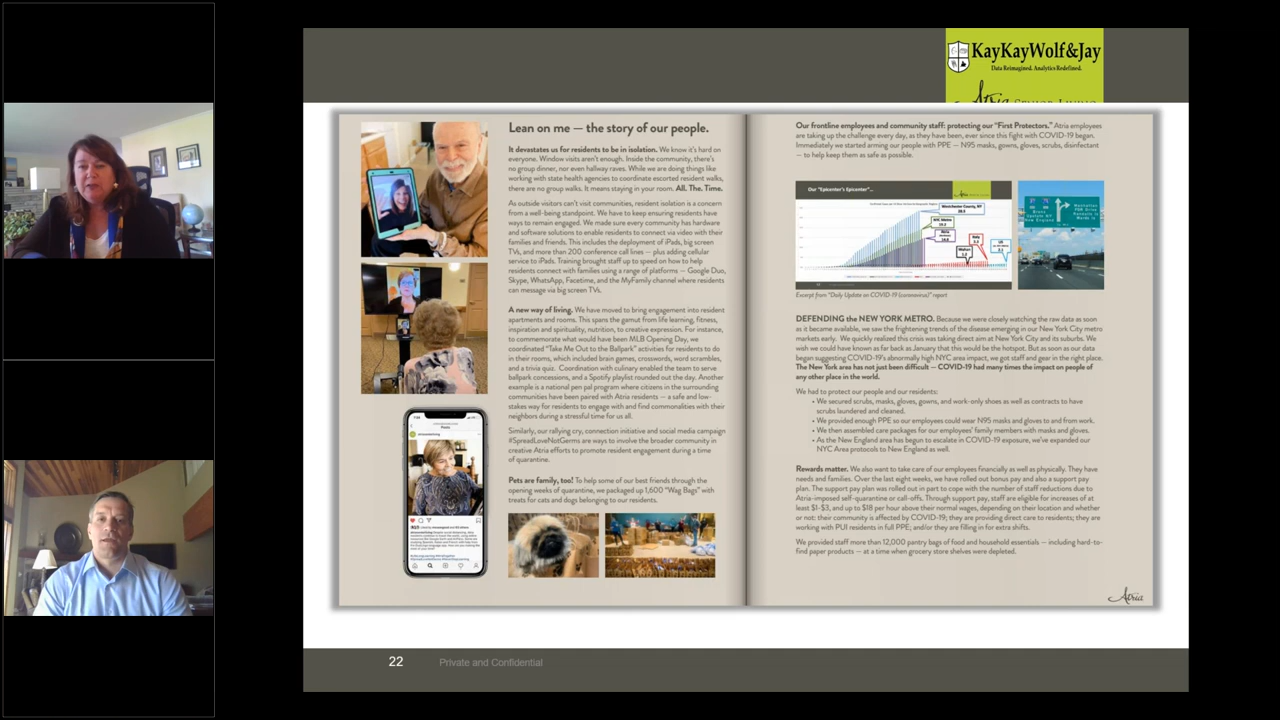 KayKayWolf&Jay
Data Reimagined. Analytics Redefined.
Atria SENIOR LIVING
Lean on me — the story of our people.
It devastates us for residents to be in isolation. We know it's hard on
everyone. Window visits aren't enough. Inside the community, there's
no group dinner, nor even hallway raves. While we are doing things like
working with state health agencies to coordinate escorted resident walks,
there are no group walks. It means staying in your room. All. The. Time.
As outside visitors can't visit communities, resident isolation is a concern
from a well-being standpoint. We have to keep ensuring residents have
ways to remain engaged. We made sure every community has hardware
and software solutions to enable residents to connect via video with their
families and friends. This includes the deployment of iPads, big screen
TVs, and more than 200 conference call lines — plus adding cellular
service to iPads. Training brought staff up to speed on how to help
residents connect with families using a range of platforms — Google Duo,
Skype, WhatsApp, Facetime, and the MyFamily channel where residents
can message via big screen TVs.
A new way of living. We have moved to bring engagement into resident
apartments and rooms. This spans the gamut from life learning, fitness,
inspiration and spirituality, nutrition, to creative expression. For instance,
to commemorate what would have been MLB Opening Day, we
coordinated "Take Me Out to the Ballpark" activities for residents to do
in their rooms, which included brain games, crosswords, word scrambles,
and a trivia quiz. Coordination with culinary enabled the team to serve
ballpark concessions, and a Spotify playlist rounded out the day. Another
example is a national pen pal program where citizens in the surrounding
communities have been paired with Atria residents — a safe and low-
stakes way for residents to engage with and find commonalities with their
neighbors during a stressful time for us all.
Similarly, our rallying cry, connection initiative and social media campaign
#SpreadLoveNotGerms are ways to involve the broader community in
creative Atria efforts to promote resident engagement during a time
of quarantine.
Pets are family, too! To help some of our best friends through the
opening weeks of quarantine, we packaged up 1,600 "Wag Bags" with
treats for cats and dogs belonging to our residents.
Our frontline employees and community staff: protecting our "First Protectors." Atria employees
are taking up the challenge every day, as they have been, ever since this fight with COVID-19 began.
Immediately we started arming our people with PPE — N95 masks, gowns, gloves, scrubs, disinfectant
— to help keep them as safe as possible.
Our "Epicenter's Epicenter"...
Westchester County, NY
NYC Metro
Excerpt from "Daily Update on COVID-19 (coronavirus)" report
DEFENDING the NEW YORK METRO. Because we were closely watching the raw data as soon
as it became available, we saw the frightening trends of the disease emerging in our New York City metro
markets early. We quickly realized this crisis was taking direct aim at New York City and its suburbs. We
wish we could have known as far back as January that this would be the hotspot. But as soon as our data
began suggesting COVID-19's abnormally high NYC area impact, we got staff and gear in the right place.
The New York area has not just been difficult — COVID-19 had many times the impact on people of
any other place in the world.
We had to protect our people and our residents:
• We secured scrubs, masks, gloves, gowns, and work-only shoes as well as contracts to have
scrubs laundered and cleaned.
• We provided enough PPE so our employees could wear N95 masks and gloves to and from work.
• We then assembled care packages for our employees' family members with masks and gloves.
• As the New England area has begun to escalate in COVID-19 exposure, we've expanded our
NYC Area protocols to New England as well.
Rewards matter. We also want to take care of our employees financially as well as physically. They have
needs and families. Over the last eight weeks, we have rolled out bonus pay and also a support pay
plan. The support pay plan was rolled out in part to cope with the number of staff reductions due to
Atria-imposed self-quarantine or call-offs. Through support pay, staff are eligible for increases of at
least $1-$3, and up to $18 per hour above their normal wages, depending on their location and whether
or not: their community is affected by COVID-19; they are providing direct care to residents; they are
working with PUI residents in full PPE; and/or they are filling in for extra shifts.
We provided staff more than 12,000 pantry bags of food and household essentials — including hard-to-
find paper products — at a time when grocery store shelves were depleted.
Atria
22
Private and Confidential